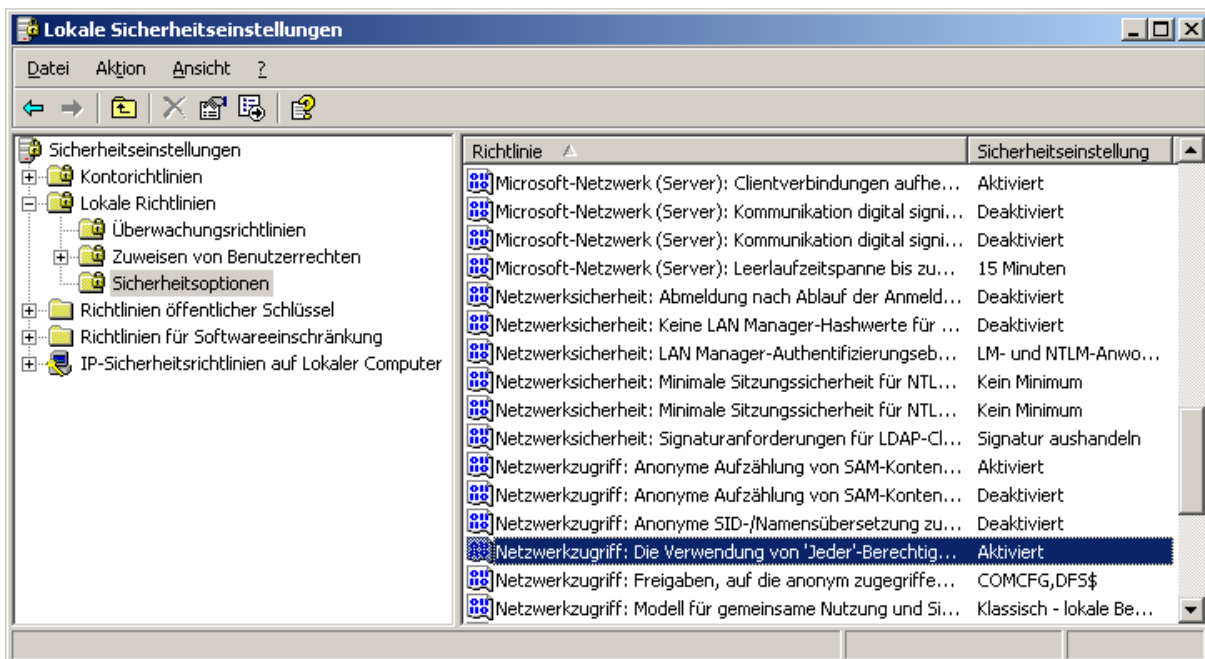 Lokale Sicherheitseinstellungen
Datei Aktion Ansicht ?
Sicherheitseinstellungen
Kontorichtlinien
Lokale Richtlinien
Überwachungsrichtlinien
Zuweisen von Benutzerrechten
Sicherheitsoptionen
Richtlinien öffentlicher Schlüssel
Richtlinien für Softwareeinschränkung
IP-Sicherheitsrichtlinien auf Lokaler Computer
Richtlinie Sicherheitseinstellung
Microsoft-Netzwerk (Server): Clientverbindungen aufhe... Aktiviert
Microsoft-Netzwerk (Server): Kommunikation digital signi... Deaktiviert
Microsoft-Netzwerk (Server): Kommunikation digital signi... Deaktiviert
Microsoft-Netzwerk (Server): Leerlaufzeitspanne bis zu... 15 Minuten
Netzwerksicherheit: Abmeldung nach Ablauf der Anmeld... Deaktiviert
Netzwerksicherheit: Keine LAN Manager-Hashwerte für ... Deaktiviert
Netzwerksicherheit: LAN Manager-Authentifizierungseb... LM- und NTLM-Anwo...
Netzwerksicherheit: Minimale Sitzungssicherheit für NTL... Kein Minimum
Netzwerksicherheit: Minimale Sitzungssicherheit für NTL... Kein Minimum
Netzwerksicherheit: Signaturanforderungen für LDAP-Cl... Signatur aushandeln
Netzwerkzugriff: Anonyme Aufzählung von SAM-Konten... Aktiviert
Netzwerkzugriff: Anonyme Aufzählung von SAM-Konten... Deaktiviert
Netzwerkzugriff: Anonyme SID-/Namensübersetzung zu... Deaktiviert
Netzwerkzugriff: Die Verwendung von 'Jeder'-Berechtig... Aktiviert
Netzwerkzugriff: Freigaben, auf die anonym zugegriffe... COMCFG,DFS$
Netzwerkzugriff: Modell für gemeinsame Nutzung und Si... Klassisch - lokale Be...